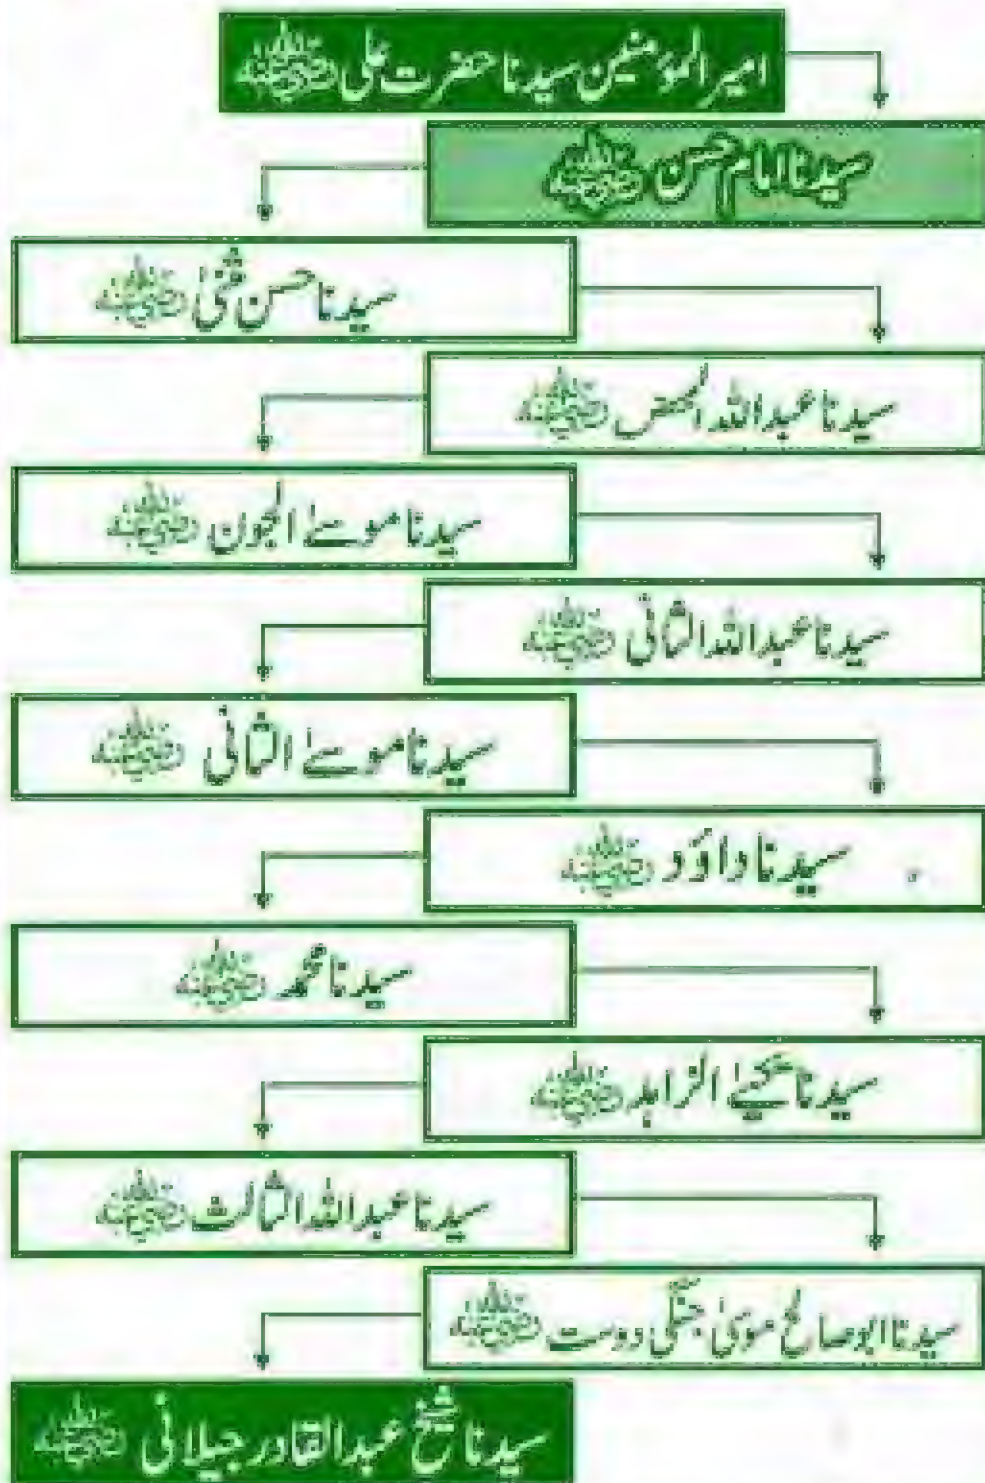 امیر المؤمنین سیدنا حضرت علی رضی اللہ عنہ
سیدنا امام حسن رضی اللہ عنہ
سیدنا حسن مثنیٰ رضی اللہ عنہ
سیدنا عبداللہ المحض رضی اللہ عنہ
سیدنا موسےٰ الجون رضی اللہ عنہ
سیدنا عبداللہ الثانی رضی اللہ عنہ
سیدنا موسےٰ الثانی رضی اللہ عنہ
سیدنا داؤد رضی اللہ عنہ
سیدنا محمد رضی اللہ عنہ
سیدنا یحییٰ الزاہد رضی اللہ عنہ
سیدنا عبداللہ الثالث رضی اللہ عنہ
سیدنا ابو صالح موسیٰ جنگی دوست رضی اللہ عنہ
سیدنا شیخ عبدالقادر جیلانی رضی اللہ عنہ